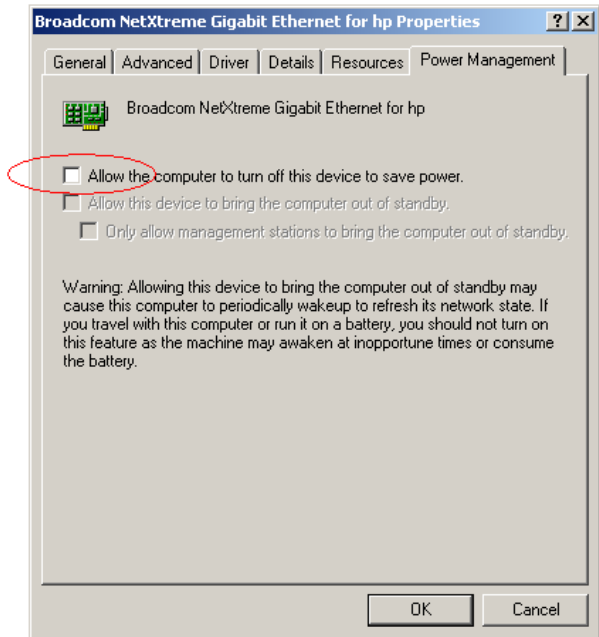 Broadcom NetXtreme Gigabit Ethernet for hp Properties ? X
General Advanced Driver Details Resources Power Management
Broadcom NetXtreme Gigabit Ethernet for hp
Allow the computer to turn off this device to save power.
Allow this device to bring the computer out of standby.
Only allow management stations to bring the computer out of standby.
Warning: Allowing this device to bring the computer out of standby may
cause this computer to periodically wakeup to refresh its network state. If
you travel with this computer or run it on a battery, you should not turn on
this feature as the machine may awaken at inopportune times or consume
the battery.
OK Cancel